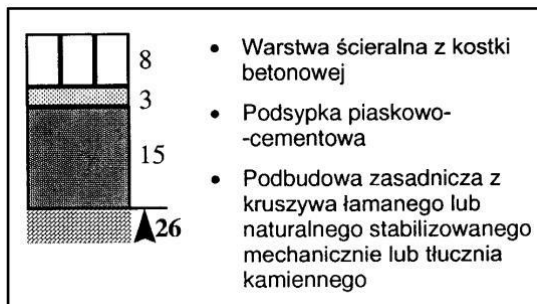 8
3
15
26
• Warstwa ścieralna z kostki
betonowej
• Podsypka piaskowo-
-cementowa
• Podbudowa zasadnicza z
kruszywa łamanego lub
naturalnego stabilizowanego
mechanicznie lub tłucznia
kamiennego